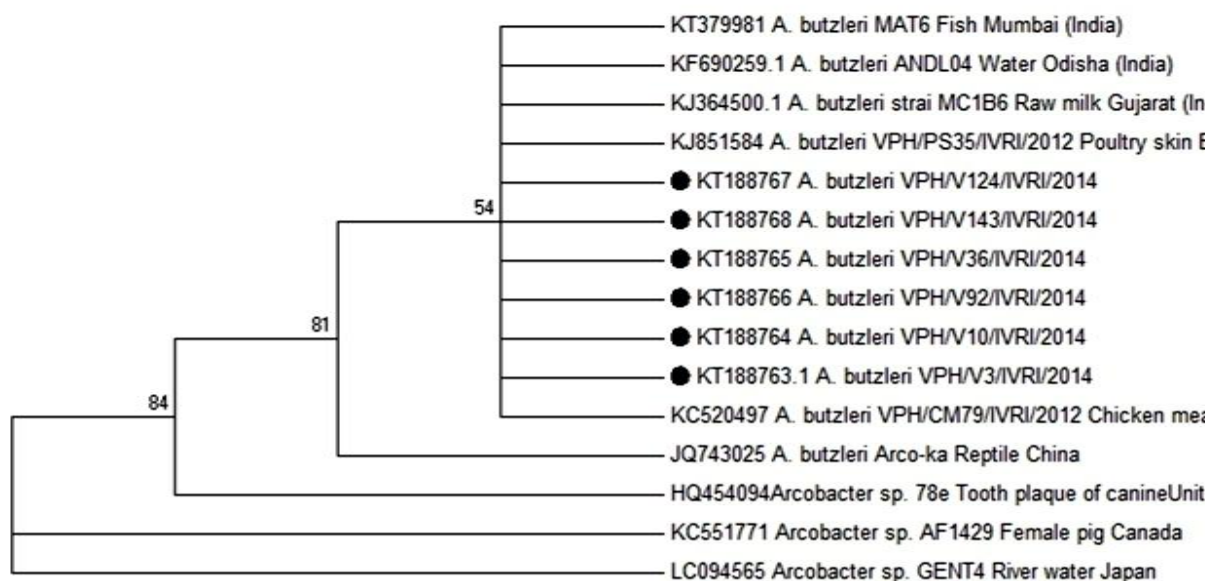 KT379981 A. butzleri MAT6 Fish Mumbai (India)
KF690259.1 A. butzleri ANDL04 Water Odisha (India)
KJ364500.1 A. butzleri strai MC1B6 Raw milk Gujarat (In
KJ851584 A. butzleri VPH/PS35/IVRI/2012 Poultry skin
KT188767 A. butzleri VPH/V124/IVRI/2014
54
KT188768 A. butzleri VPH/V143/IVRI/2014
KT188765 A. butzleri VPH/V36/IVRI/2014
KT188766 A. butzleri VPH/V92/IVRI/2014
81
KT188764 A. butzleri VPH/V10/IVRI/2014
KT188763.1 A. butzleri VPH/V3/IVRI/2014
84
KC520497 A. butzleri VPH/CM79/IVRI/2012 Chicken mea
JQ743025 A. butzleri Arco-ka Reptile China
HQ454094Arcobacter sp. 78e Tooth plaque of canineUnit
KC551771 Arcobacter sp. AF1429 Female pig Canada
LC094565 Arcobacter sp. GENT4 River water Japan